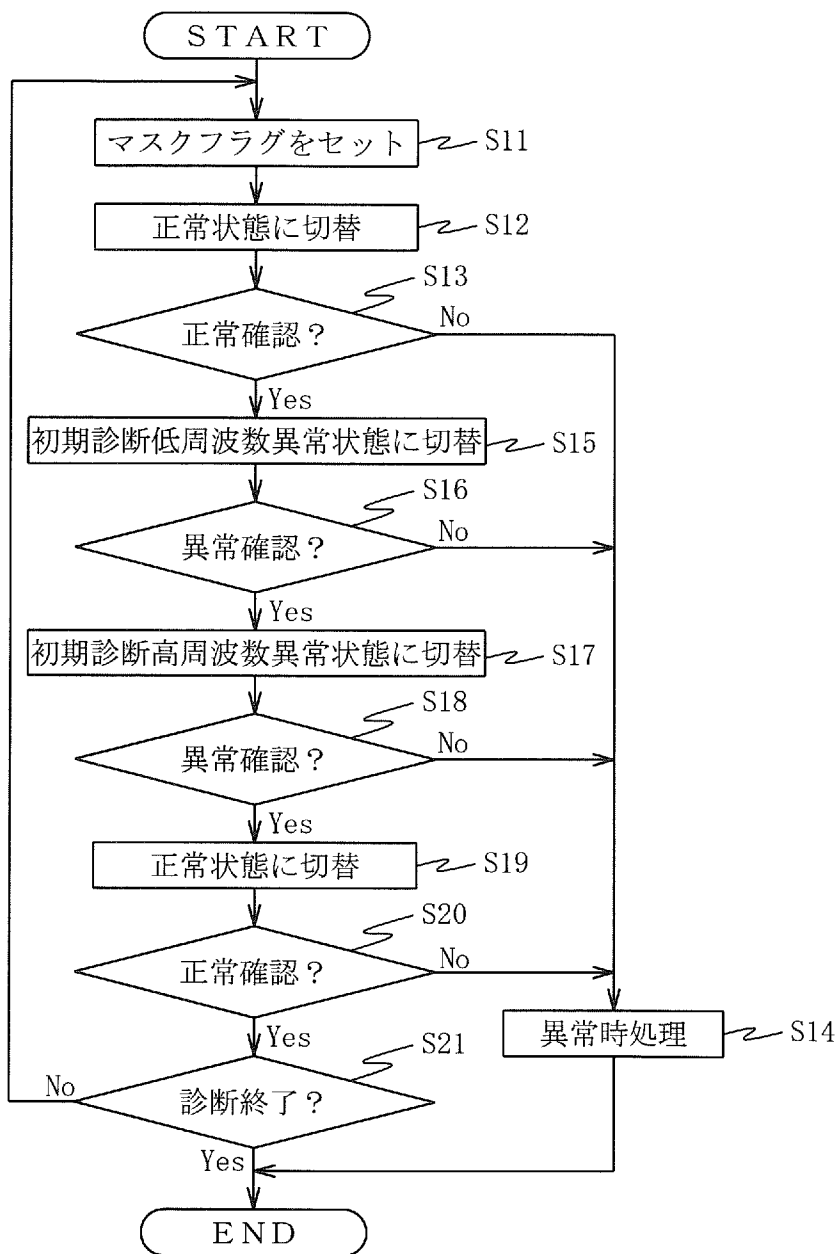 START
マスクフラグをセット
S11
正常状態に切替
S12
S13
正常確認?
No
Yes
初期診断低周波数異常状態に切替
S15
S16
異常確認?
No
Yes
初期診断高周波数異常状態に切替
S17
S18
異常確認?
No
Yes
正常状態に切替
S19
S20
正常確認?
No
Yes
異常時処理
S14
S21
診断終了?
No
Yes
END